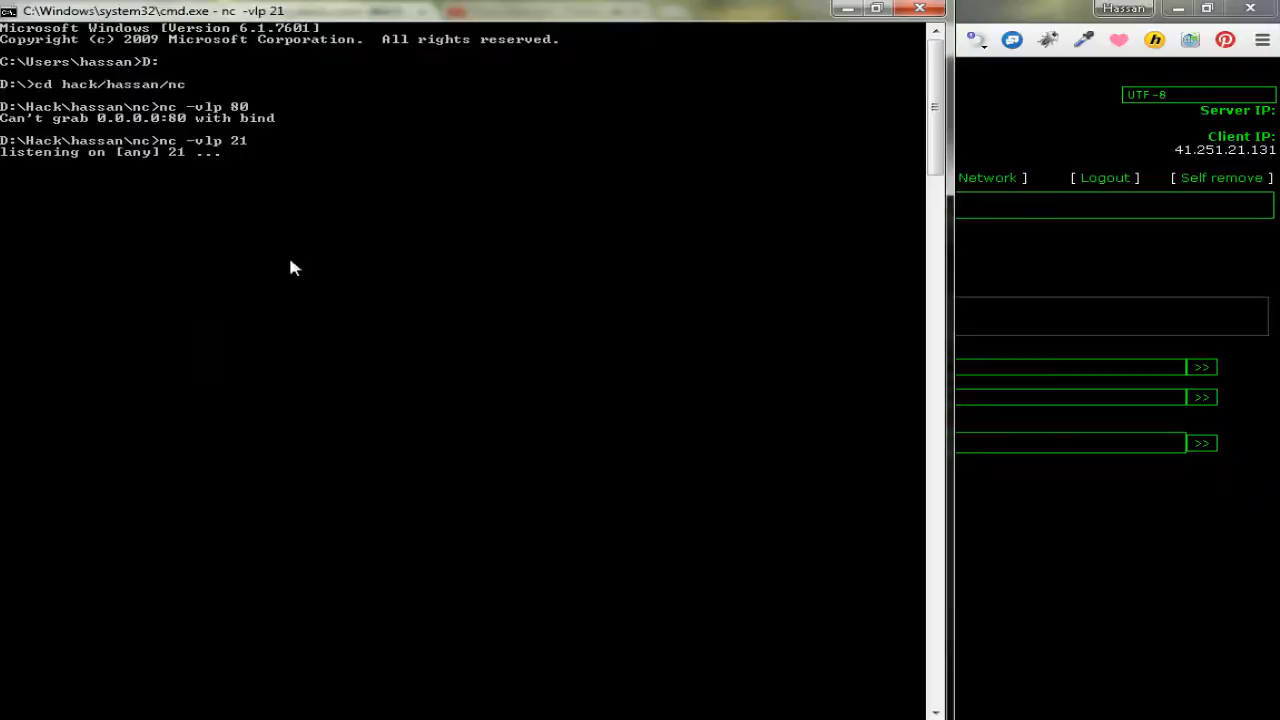 C:\Windows\system32\cmd.exe - nc -vlp 21
Microsoft Windows [Version 6.1.7601]
Copyright (c) 2009 Microsoft Corporation. All rights reserved.
C:\Users\hassan>D:
D:\>cd hack/hassan/nc
D:\Hack\hassan\nc>nc -vlp 80
Can't grab 0.0.0.0:80 with bind
D:\Hack\hassan\nc>nc -vlp 21
listening on [any] 21 ...
Hassan
UTF-8
Server IP:
Client IP:
41.251.21.131
Network ] [ Logout ] [ Self remove ]
>>
>>
>>